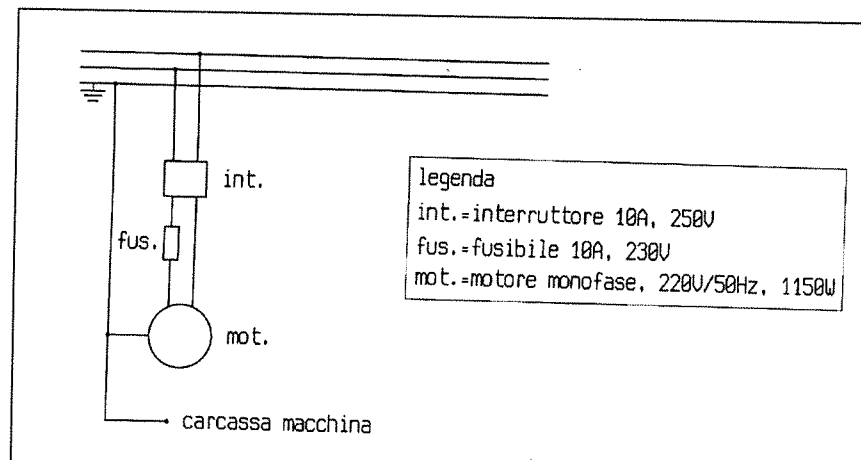 int.
fus.
mot.
carcassa macchina
legenda
int.=interruttore 10A, 250V
fus.=fusibile 10A, 230V
mot.=motore monofase, 220V/50Hz, 1150W